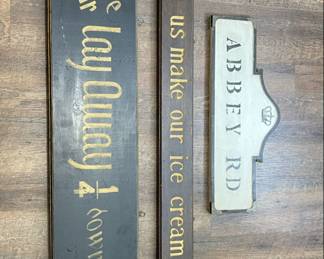 e
r
lay Away 1/4 down
us make our ice cream
ABBEY RD